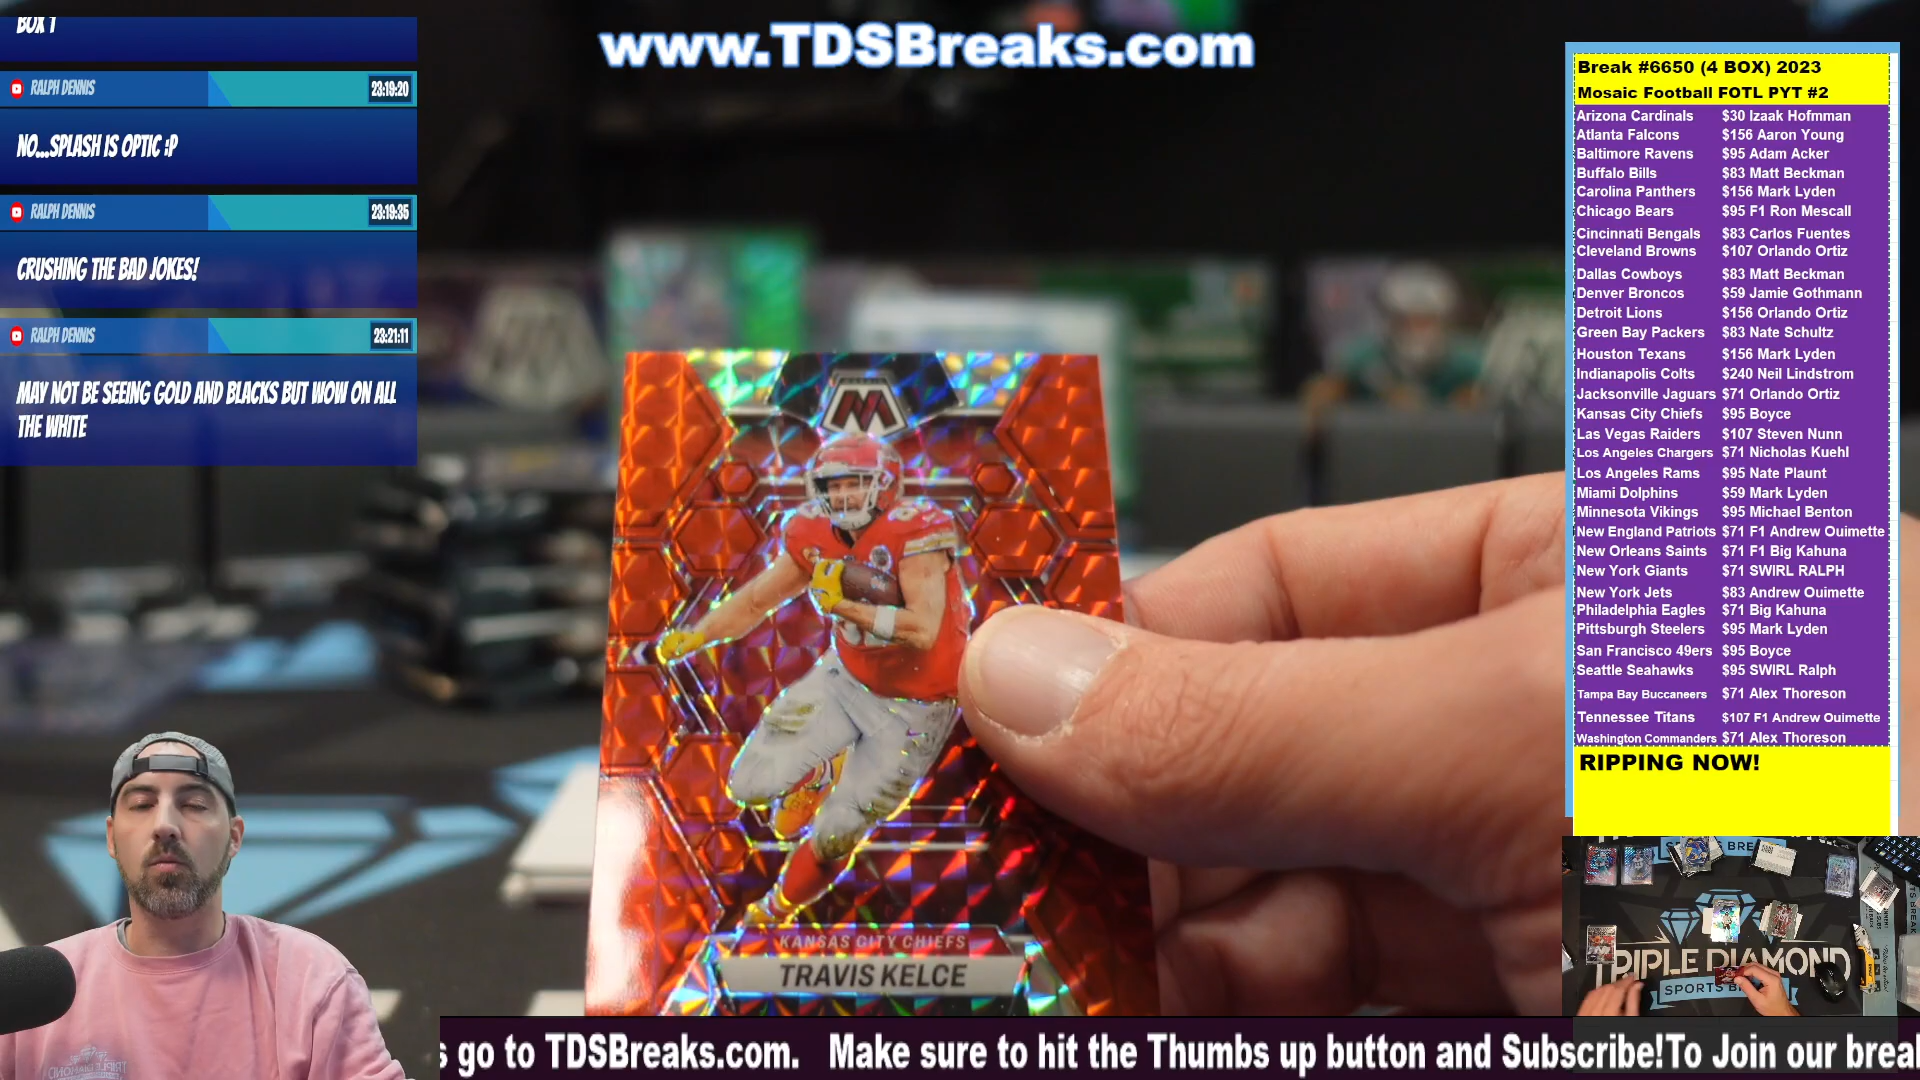 BOX 1
RALPH DENNIS
23:19:20
NO...SPLASH IS OPTIC :P
RALPH DENNIS
23:19:35
CRUSHING THE BAD JOKES!
RALPH DENNIS
23:21:11
MAY NOT BE SEEING GOLD AND BLACKS BUT WOW ON ALL
THE WHITE
www.TDSBreaks.com
KANSAS CITY CHIEFS
TRAVIS KELCE
Break #6650 (4 BOX) 2023
Mosaic Football FOTL PYT #2
Arizona Cardinals $30 Izaak Hofmman
Atlanta Falcons $156 Aaron Young
Baltimore Ravens $95 Adam Acker
Buffalo Bills $83 Matt Beckman
Carolina Panthers $156 Mark Lyden
Chicago Bears $95 F1 Ron Mescall
Cincinnati Bengals $83 Carlos Fuentes
Cleveland Browns $107 Orlando Ortiz
Dallas Cowboys $83 Matt Beckman
Denver Broncos $59 Jamie Gothmann
Detroit Lions $156 Orlando Ortiz
Green Bay Packers $83 Nate Schultz
Houston Texans $156 Mark Lyden
Indianapolis Colts $240 Neil Lindstrom
Jacksonville Jaguars $71 Orlando Ortiz
Kansas City Chiefs $95 Boyce
Las Vegas Raiders $107 Steven Nunn
Los Angeles Chargers $71 Nicholas Kuehl
Los Angeles Rams $95 Nate Plaunt
Miami Dolphins $59 Mark Lyden
Minnesota Vikings $95 Michael Benton
New England Patriots $71 F1 Andrew Ouimette
New Orleans Saints $71 F1 Big Kahuna
New York Giants $71 SWIRL RALPH
New York Jets $83 Andrew Ouimette
Philadelphia Eagles $71 Big Kahuna
Pittsburgh Steelers $95 Mark Lyden
San Francisco 49ers $95 Boyce
Seattle Seahawks $95 SWIRL Ralph
Tampa Bay Buccaneers $71 Alex Thoreson
Tennessee Titans $107 F1 Andrew Ouimette
Washington Commanders $71 Alex Thoreson
RIPPING NOW!
TRIPLE DIAMOND
SPORTS
s go to TDSBreaks.com. Make sure to hit the Thumbs up button and Subscribe!To Join our brea